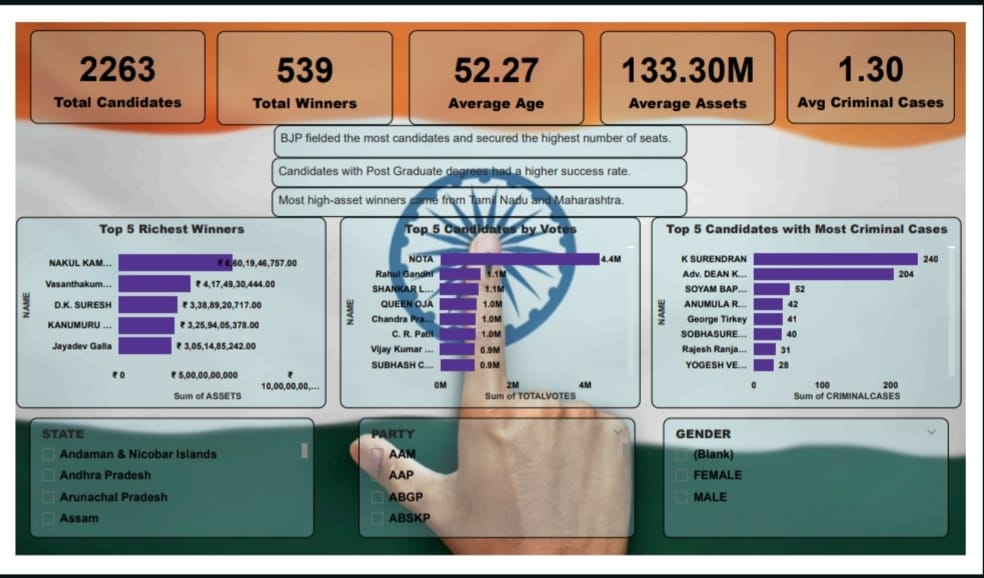 2263
Total Candidates
539
Total Winners
52.27
Average Age
133.30M
Average Assets
1.30
Avg Criminal Cases
BJP fielded the most candidates and secured the highest number of seats.
Candidates with Post Graduate degrees had a higher success rate.
Most high-asset winners came from Tamil Nadu and Maharashtra.
Top 5 Richest Winners
NAME
NAKUL KAM... ₹ 6,60,19,46,757.00
Vasanthakum... ₹ 4,17,49,30,444.00
D.K. SURESH ₹ 3,38,89,20,717.00
KANUMURU ... ₹ 3,25,94,05,378.00
Jayadev Galla ₹ 3,05,14,85,242.00
₹ 0 ₹ 5,00,00,00,000 ₹ 10,00,00,00,...
Sum of ASSETS
Top 5 Candidates by Votes
NAME
NOTA 4.4M
Rahul Gandhi 1.1M
SHANKAR L... 1.1M
QUEEN OJA 1.0M
Chandra Pra... 1.0M
C. R. Patil 1.0M
Vijay Kumar ... 0.9M
SUBHASH C... 0.9M
0M 2M 4M
Sum of TOTALVOTES
Top 5 Candidates with Most Criminal Cases
NAME
K SURENDRAN 240
Adv. DEAN K... 204
SOYAM BAP... 52
ANUMULA R... 42
George Tirkey 41
SOBHASURE... 40
Rajesh Ranja... 31
YOGESH VE... 28
0 100 200
Sum of CRIMINALCASES
STATE
Andaman & Nicobar Islands
Andhra Pradesh
Arunachal Pradesh
Assam
PARTY
AAM
AAP
ABGP
ABSKP
GENDER
(Blank)
FEMALE
MALE